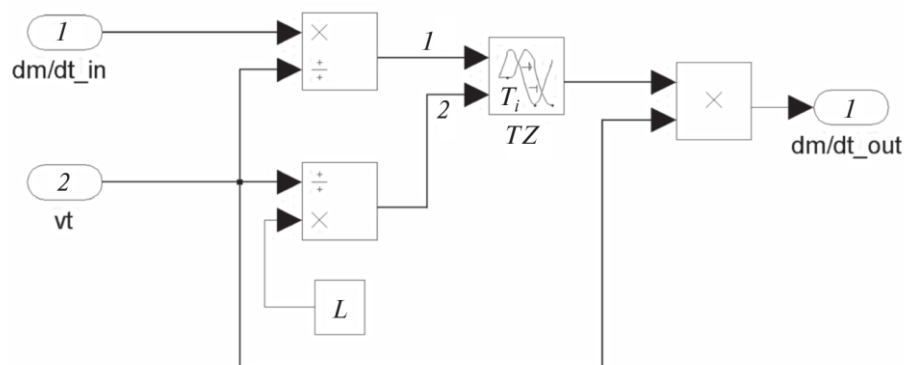 1
dm/dt_in
×
÷
1
2
T_i
TZ
×
1
dm/dt_out
2
vt
÷
×
L